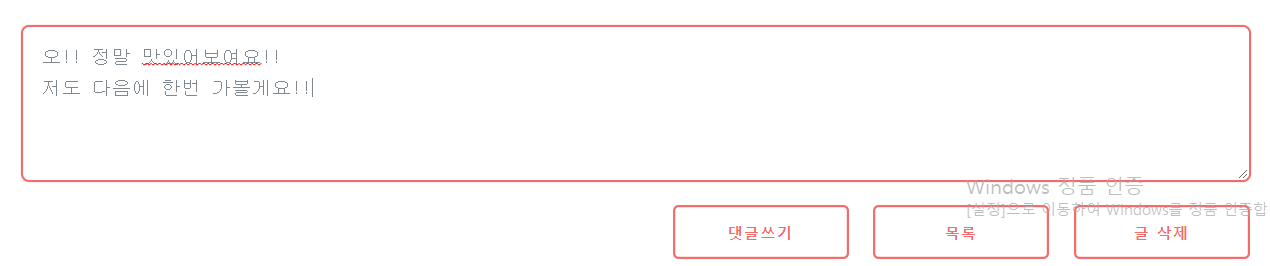 오!! 정말 맛있어보여요!!
저도 다음에 한번 가볼게요!!
Windows 정품 인증
[설정]으로 이동하여 Windows를 정품 인증합
댓글쓰기
목록
글 삭제